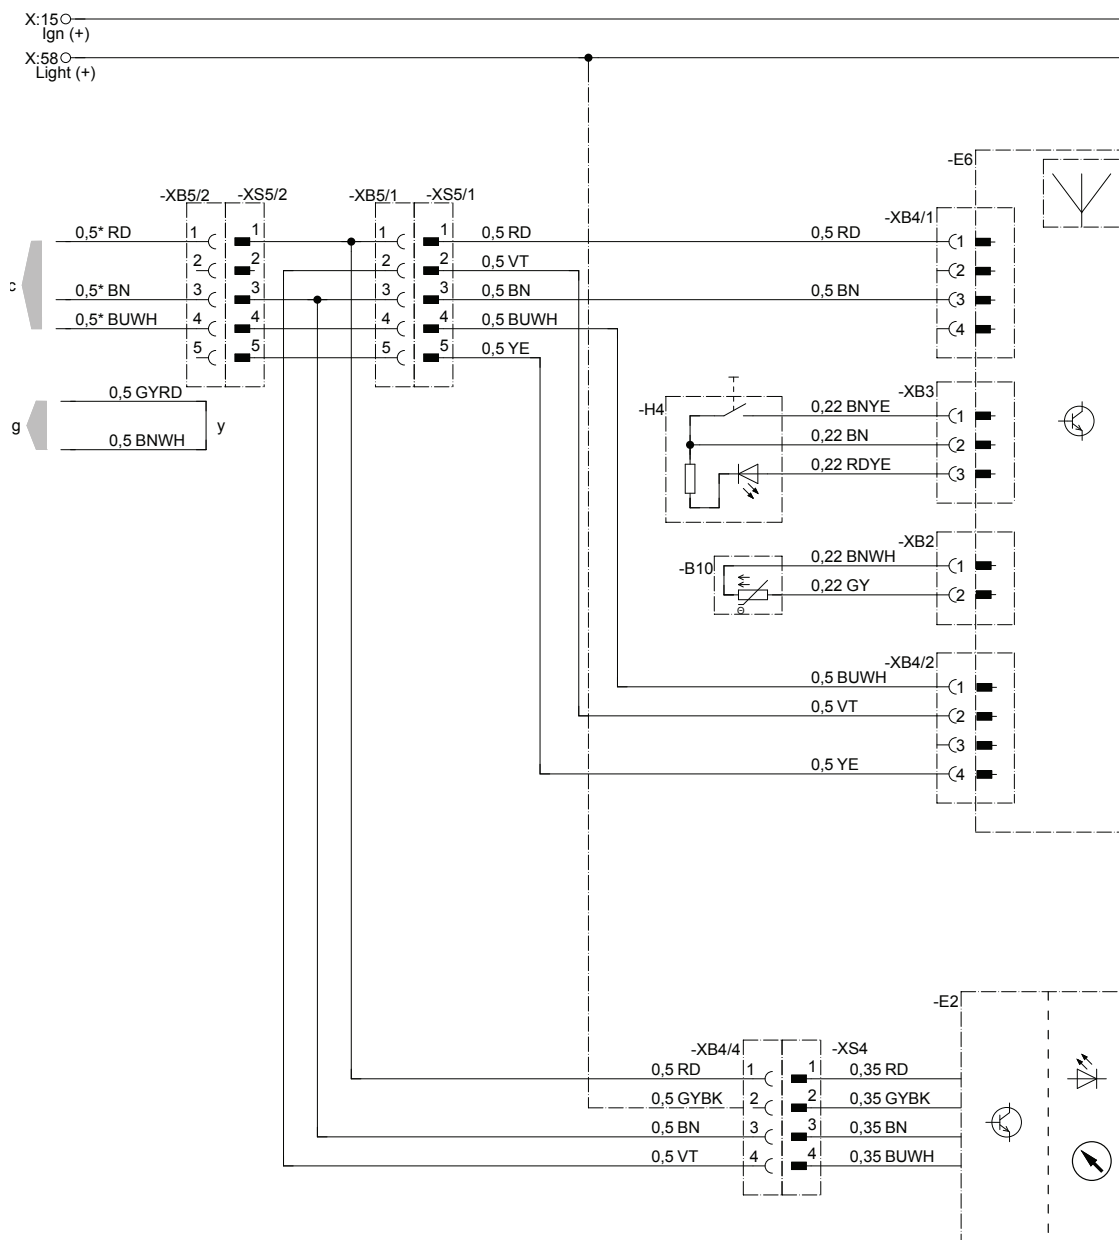 X:15
Ign (+)
X:58
Light (+)
-E6
-XB5/2 -XS5/2 -XB5/1 -XS5/1
-XB4/1
0,5* RD 1 1 1 1 0,5 RD 0,5 RD 1
2 2 2 2 0,5 VT 2
0,5* BN 3 3 3 3 0,5 BN 0,5 BN 3
0,5* BUWH 4 4 4 4 0,5 BUWH 4
5 5 5 5 0,5 YE
c
0,5 GYRD
g y
0,5 BNWH
-XB3
-H4
0,22 BNYE 1
0,22 BN 2
0,22 RDYE 3
-XB2
-B10
0,22 BNWH 1
0,22 GY 2
-XB4/2
0,5 BUWH 1
0,5 VT 2
3
0,5 YE 4
-E2
-XB4/4 -XS4
0,5 RD 1 1 0,35 RD
0,5 GYBK 2 2 0,35 GYBK
0,5 BN 3 3 0,35 BN
0,5 VT 4 4 0,35 BUWH